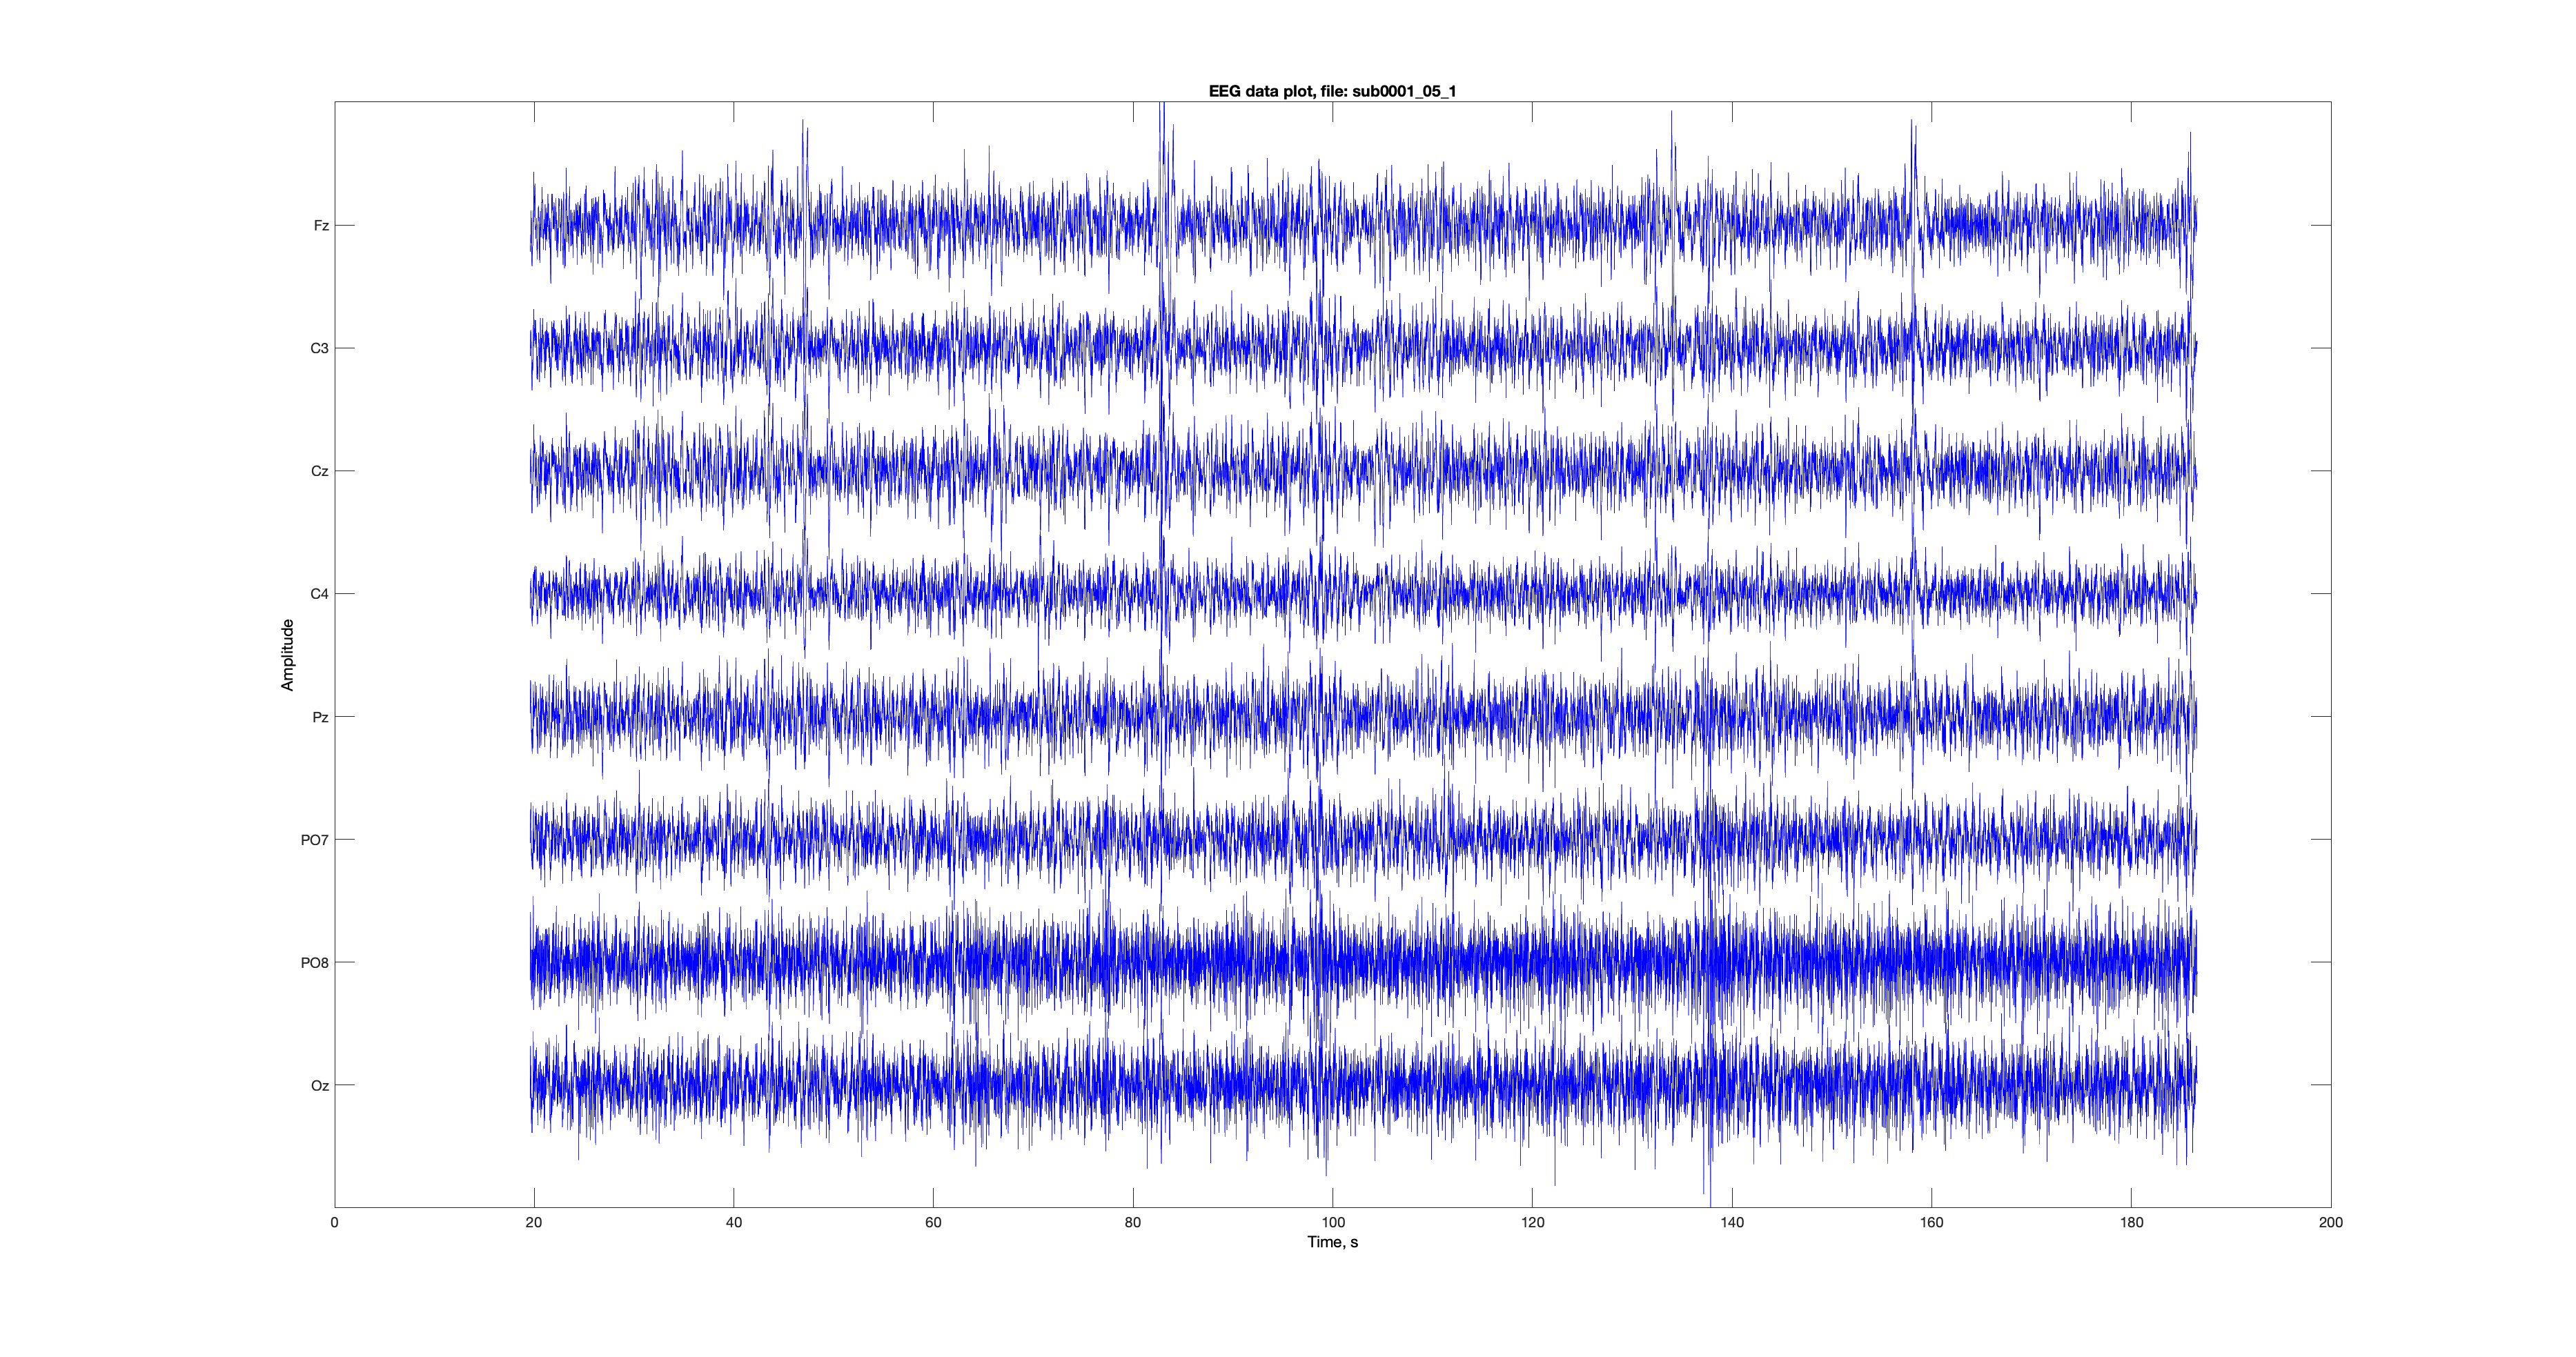 EEG data plot, file: sub0001_05_1
Fz
C3
Cz
C4
Amplitude
Pz
PO7
PO8
Oz
0 20 40 60 80 100 120 140 160 180 200
Time, s